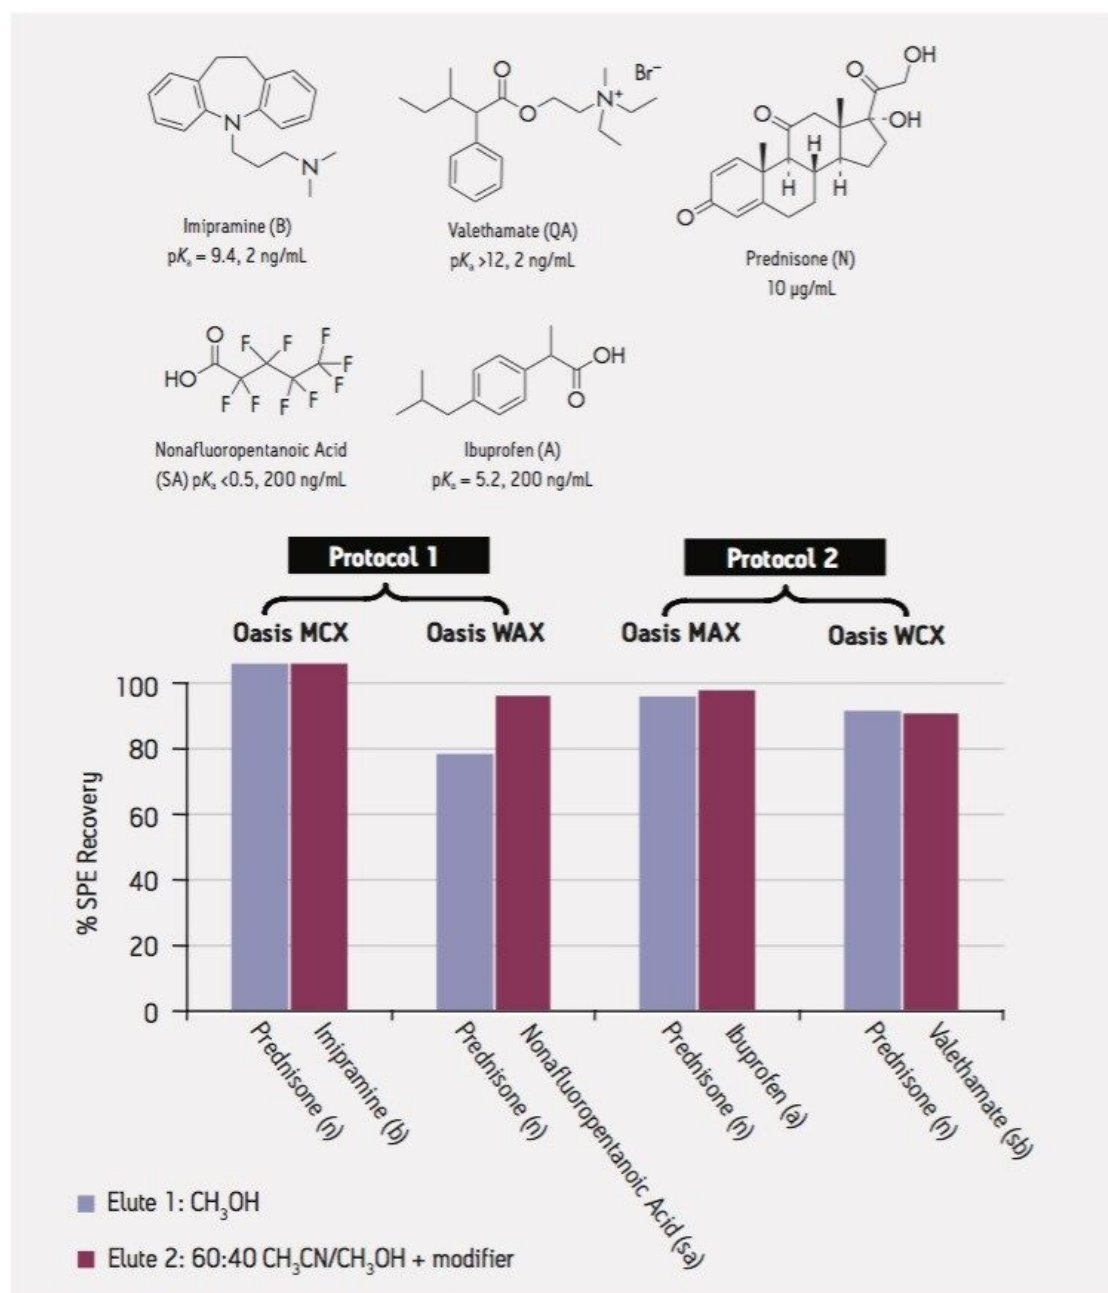 Imipramine (B)
pKₐ = 9.4, 2 ng/mL
Valethamate (QA)
pKₐ >12, 2 ng/mL
Prednisone (N)
10 µg/mL
Nonafluoropentanoic Acid
(SA) pKₐ <0.5, 200 ng/mL
Ibuprofen (A)
pKₐ = 5.2, 200 ng/mL
N
N
O
O
N⁺
Br⁻
O
O
O
OH
OH
H
H
H
O
HO
F
F
F
F
F
F
F
F
F
OH
O
Protocol 1
Protocol 2
Oasis MCX
Oasis WAX
Oasis MAX
Oasis WCX
% SPE Recovery
100
80
60
40
20
0
Prednisone (n)
Imipramine (b)
Prednisone (n)
Nonafluoropentanoic Acid (sa)
Prednisone (n)
Ibuprofen (a)
Prednisone (n)
Valethamate (sb)
Elute 1: CH₃OH
Elute 2: 60:40 CH₃CN/CH₃OH + modifier